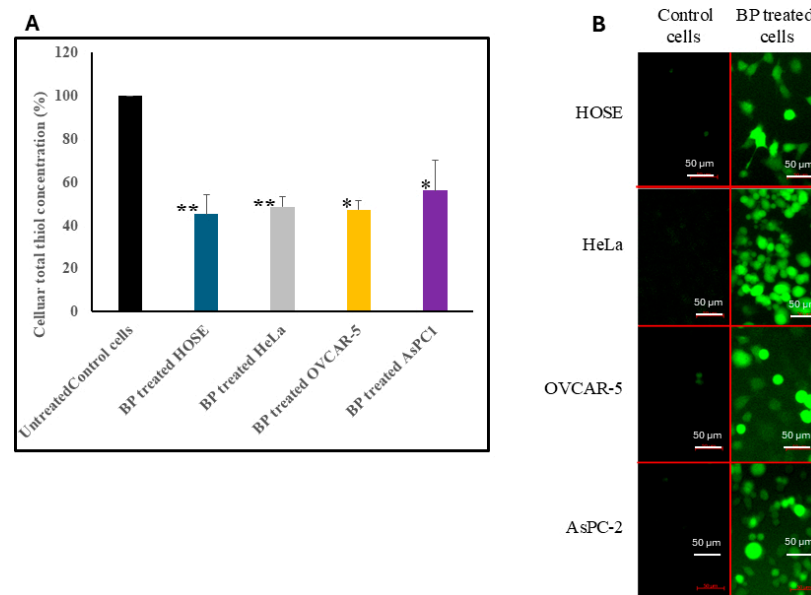 A
Celluar total thiol concentration (%)
120
100
80
60
40
20
0
**
**
*
*
UntreatedControl cells
BP treated HOSE
BP treated HeLa
BP treated OVCAR-5
BP treated AsPC1
B
Control
cells
BP treated
cells
HOSE
50 µm
50 µm
HeLa
50 µm
50 µm
OVCAR-5
50 µm
50 µm
AsPC-2
50 µm
50 µm